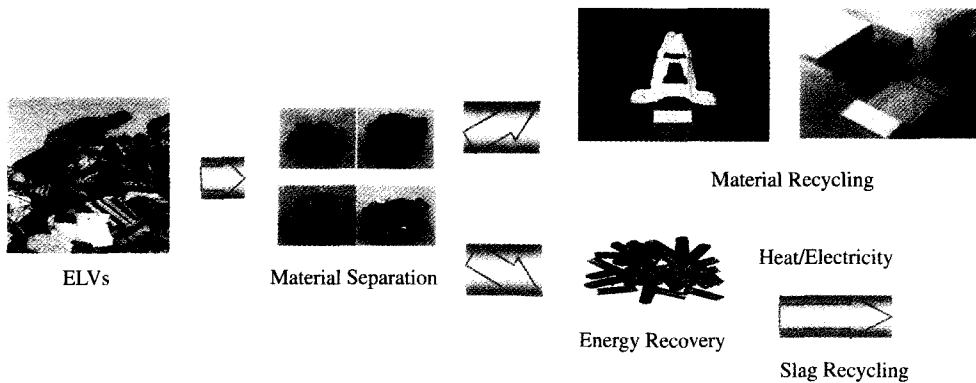 Material Recycling
ELVs
Material Separation
Heat/Electricity
Energy Recovery
Slag Recycling